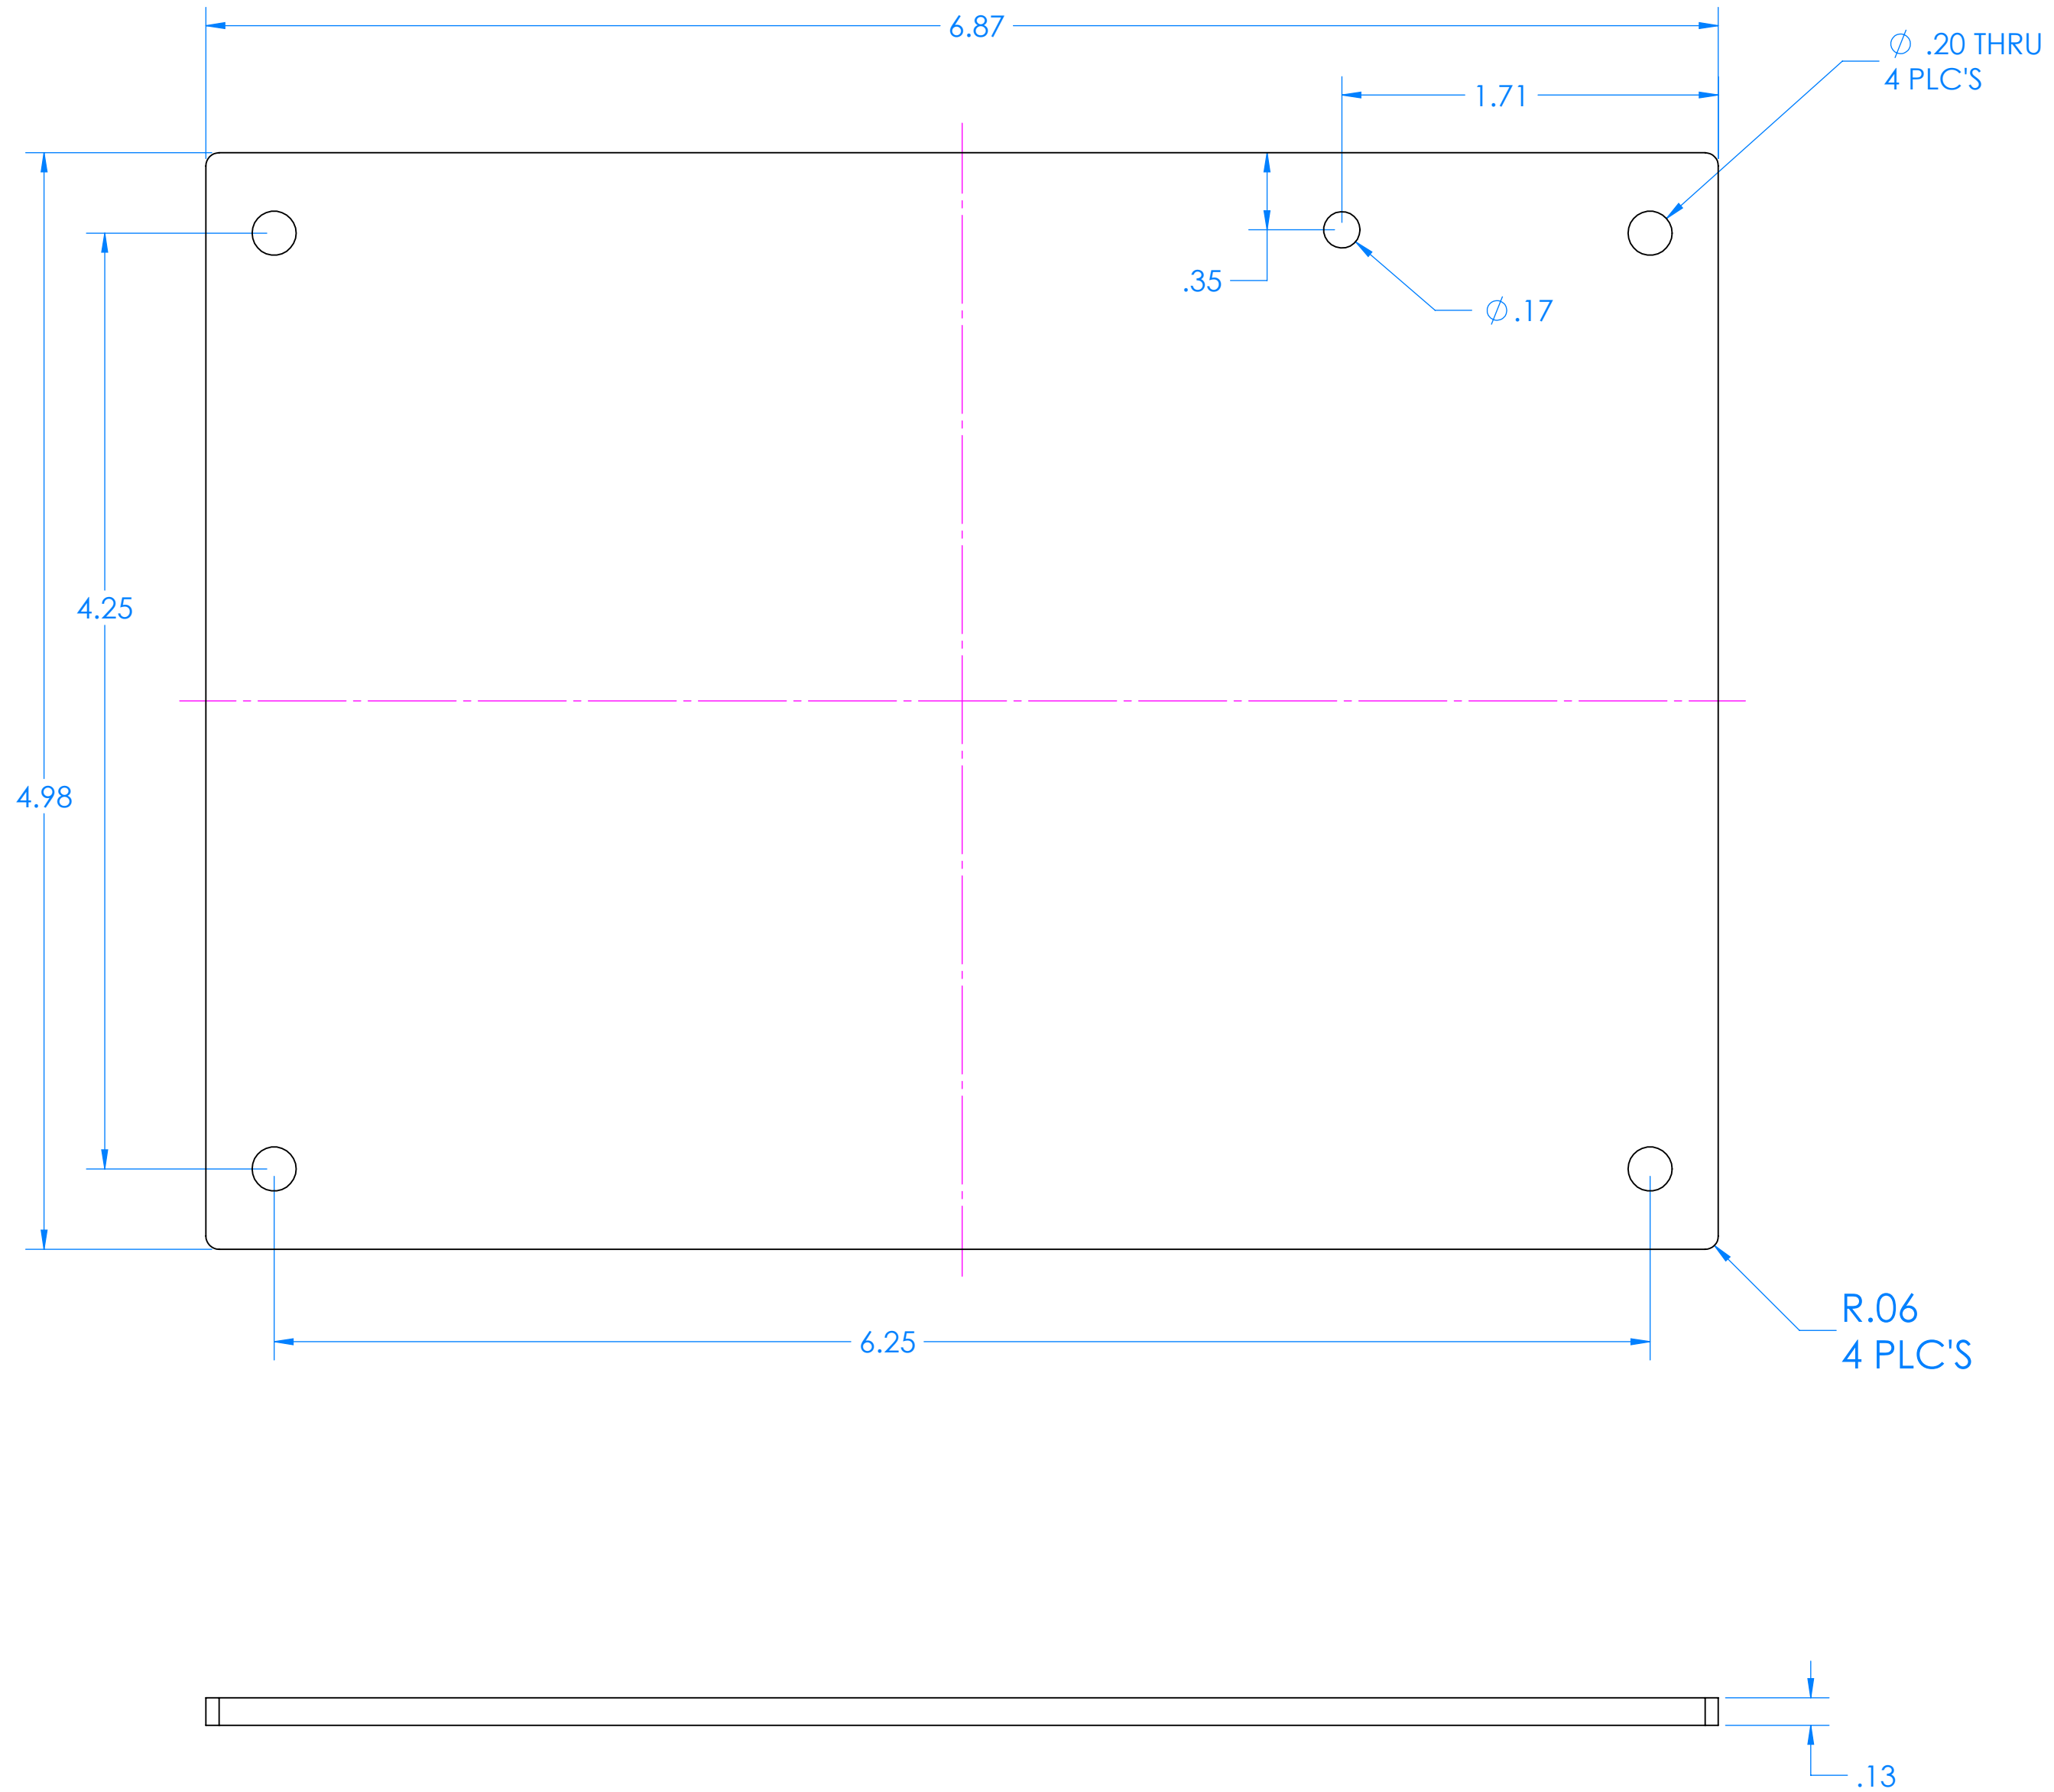 6.87
⌀ .20 THRU
4 PLC'S
1.71
.35
⌀ .17
4.25
4.98
R.06
4 PLC'S
6.25
.13